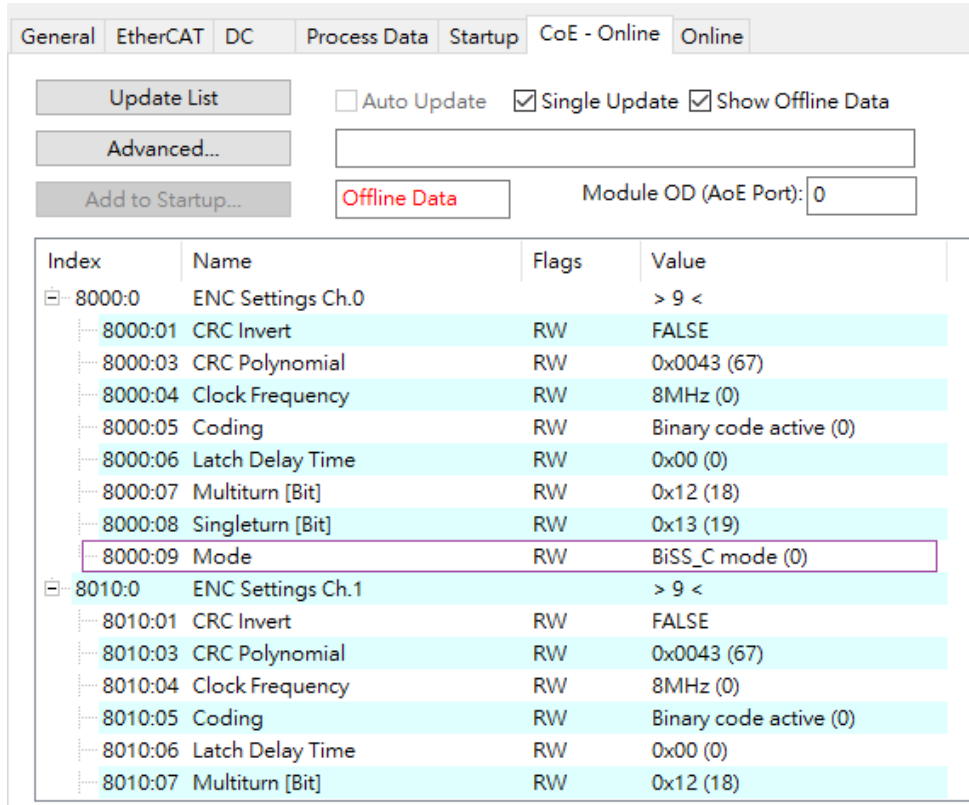 General EtherCAT DC Process Data Startup CoE - Online Online
Update List Auto Update Single Update Show Offline Data
Advanced...
Add to Startup... Offline Data Module OD (AoE Port): 0
Index Name Flags Value
8000:0 ENC Settings Ch.0 > 9 <
8000:01 CRC Invert RW FALSE
8000:03 CRC Polynomial RW 0x0043 (67)
8000:04 Clock Frequency RW 8MHz (0)
8000:05 Coding RW Binary code active (0)
8000:06 Latch Delay Time RW 0x00 (0)
8000:07 Multiturn [Bit] RW 0x12 (18)
8000:08 Singleturn [Bit] RW 0x13 (19)
8000:09 Mode RW BiSS_C mode (0)
8010:0 ENC Settings Ch.1 > 9 <
8010:01 CRC Invert RW FALSE
8010:03 CRC Polynomial RW 0x0043 (67)
8010:04 Clock Frequency RW 8MHz (0)
8010:05 Coding RW Binary code active (0)
8010:06 Latch Delay Time RW 0x00 (0)
8010:07 Multiturn [Bit] RW 0x12 (18)